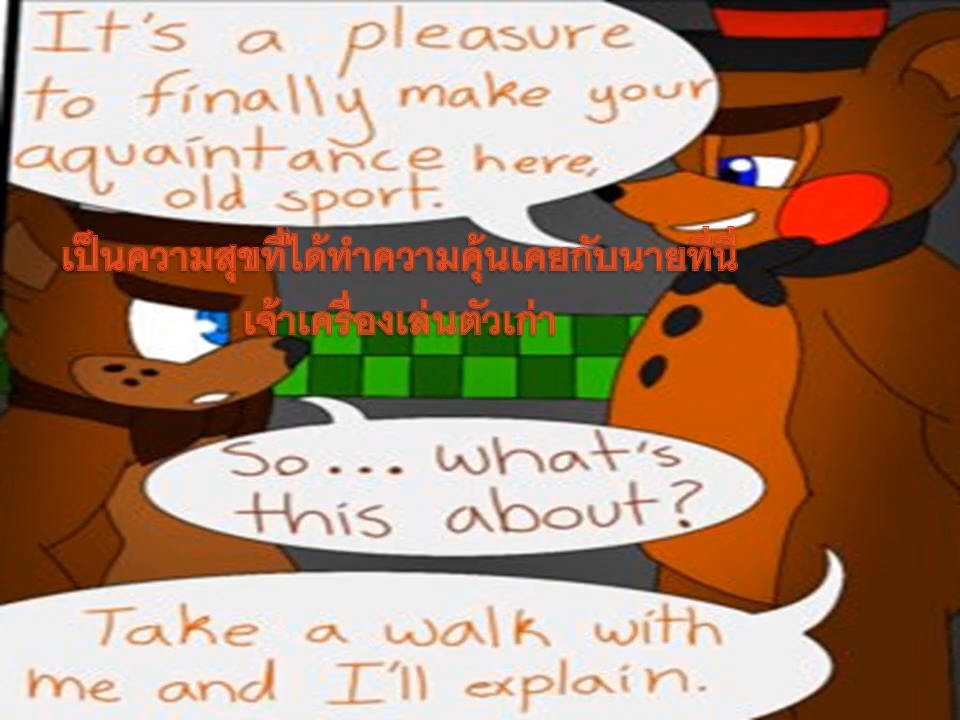 It's a pleasure
to finally make your
aquaintance here,
old sport.
เป็นความสุขที่ได้ทำความคุ้นเคยกับนายที่นี่
เจ้าเครื่องเล่นตัวเก่า
So... what's
this about?
Take a walk with
me and I'll explain.